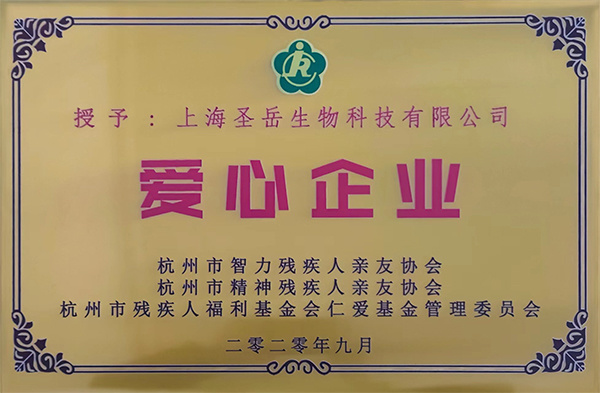 授予：上海圣岳生物科技有限公司
爱心企业
杭州市智力残疾人亲友协会
杭州市精神残疾人亲友协会
杭州市残疾人福利基金会仁爱基金管理委员会
二零二零年九月